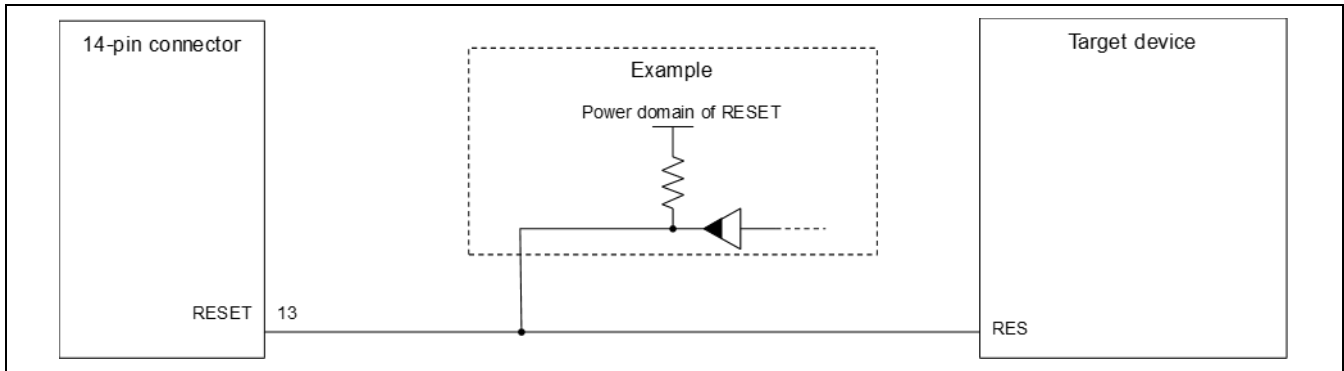 14-pin connector
Target device
Example
Power domain of RESET
RESET 13
RES